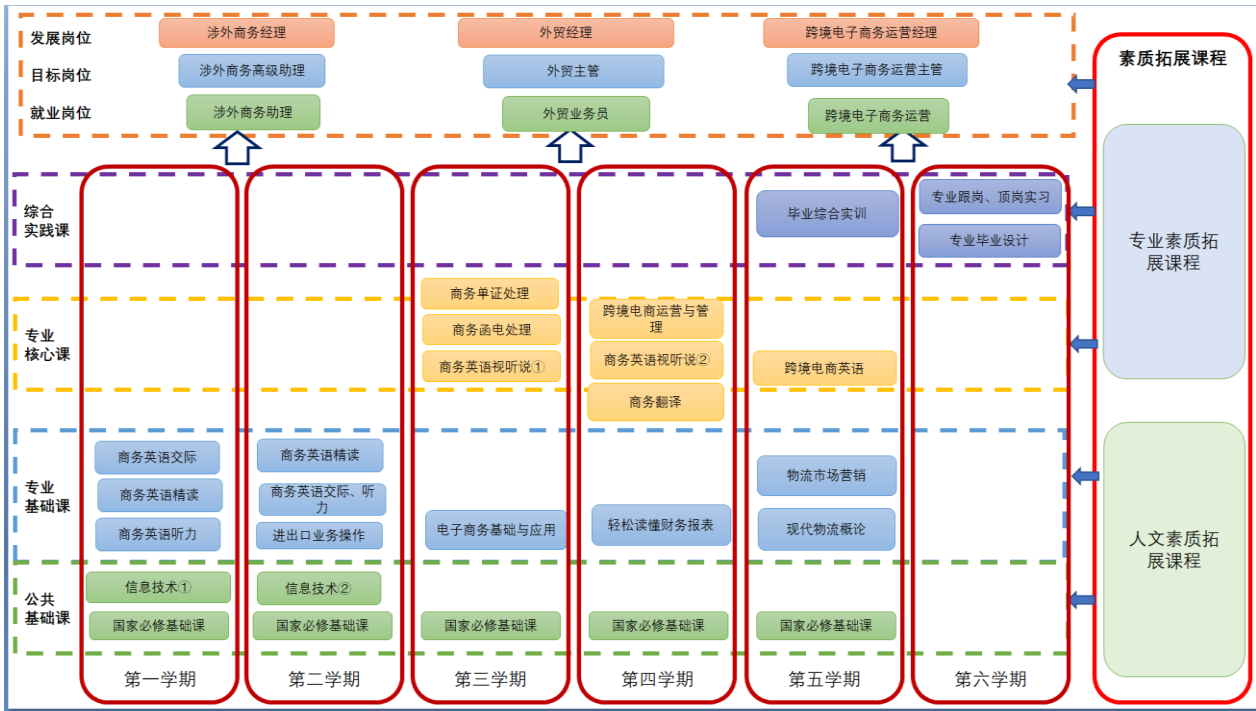 发展岗位
涉外商务经理
外贸经理
跨境电子商务运营经理
目标岗位
涉外商务高级助理
外贸主管
跨境电子商务运营主管
就业岗位
涉外商务助理
外贸业务员
跨境电子商务运营
综合
实践课
毕业综合实训
专业跟岗、顶岗实习
专业毕业设计
专业
核心课
商务单证处理
商务函电处理
商务英语视听说①
跨境电商运营与管
理
商务英语视听说②
商务翻译
跨境电商英语
专业
基础课
商务英语交际
商务英语精读
商务英语听力
商务英语精读
商务英语交际、听
力
进出口业务操作
电子商务基础与应用
轻松读懂财务报表
物流市场营销
现代物流概论
公共
基础课
信息技术①
信息技术②
国家必修基础课
国家必修基础课
国家必修基础课
国家必修基础课
国家必修基础课
第一学期
第二学期
第三学期
第四学期
第五学期
第六学期
素质拓展课程
专业素质拓
展课程
人文素质拓
展课程